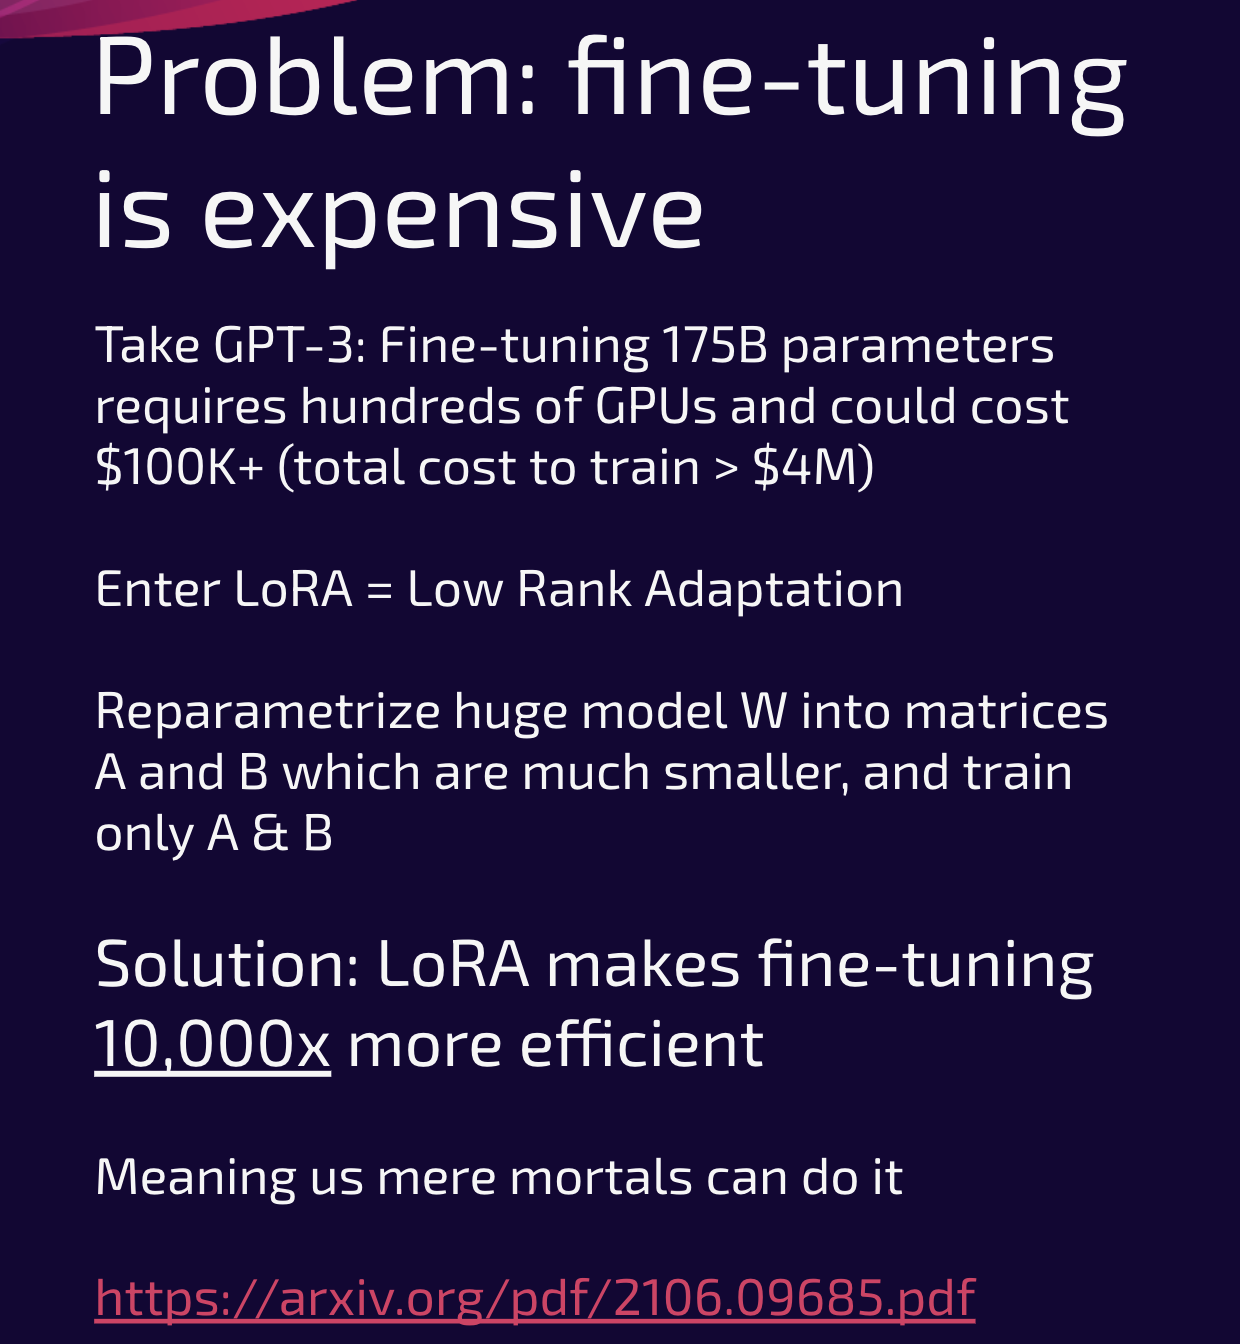 Problem: fine-tuning
is expensive
Take GPT-3: Fine-tuning 175B parameters
requires hundreds of GPUs and could cost
$100K+ (total cost to train > $4M)
Enter LoRA = Low Rank Adaptation
Reparametrize huge model W into matrices
A and B which are much smaller, and train
only A & B
Solution: LoRA makes fine-tuning
10,000x more efficient
Meaning us mere mortals can do it
https://arxiv.org/pdf/2106.09685.pdf